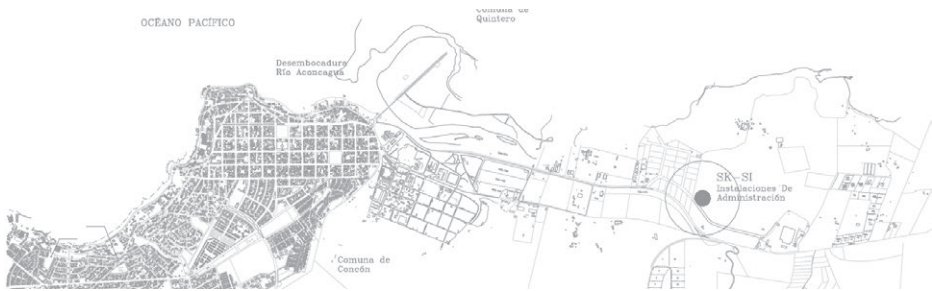 Comuna de
Quintero
OCÉANO PACÍFICO
Desembocadura
Río Aconcagua
SK-SI
Instalaciones De
Administración
Comuna de
Concón